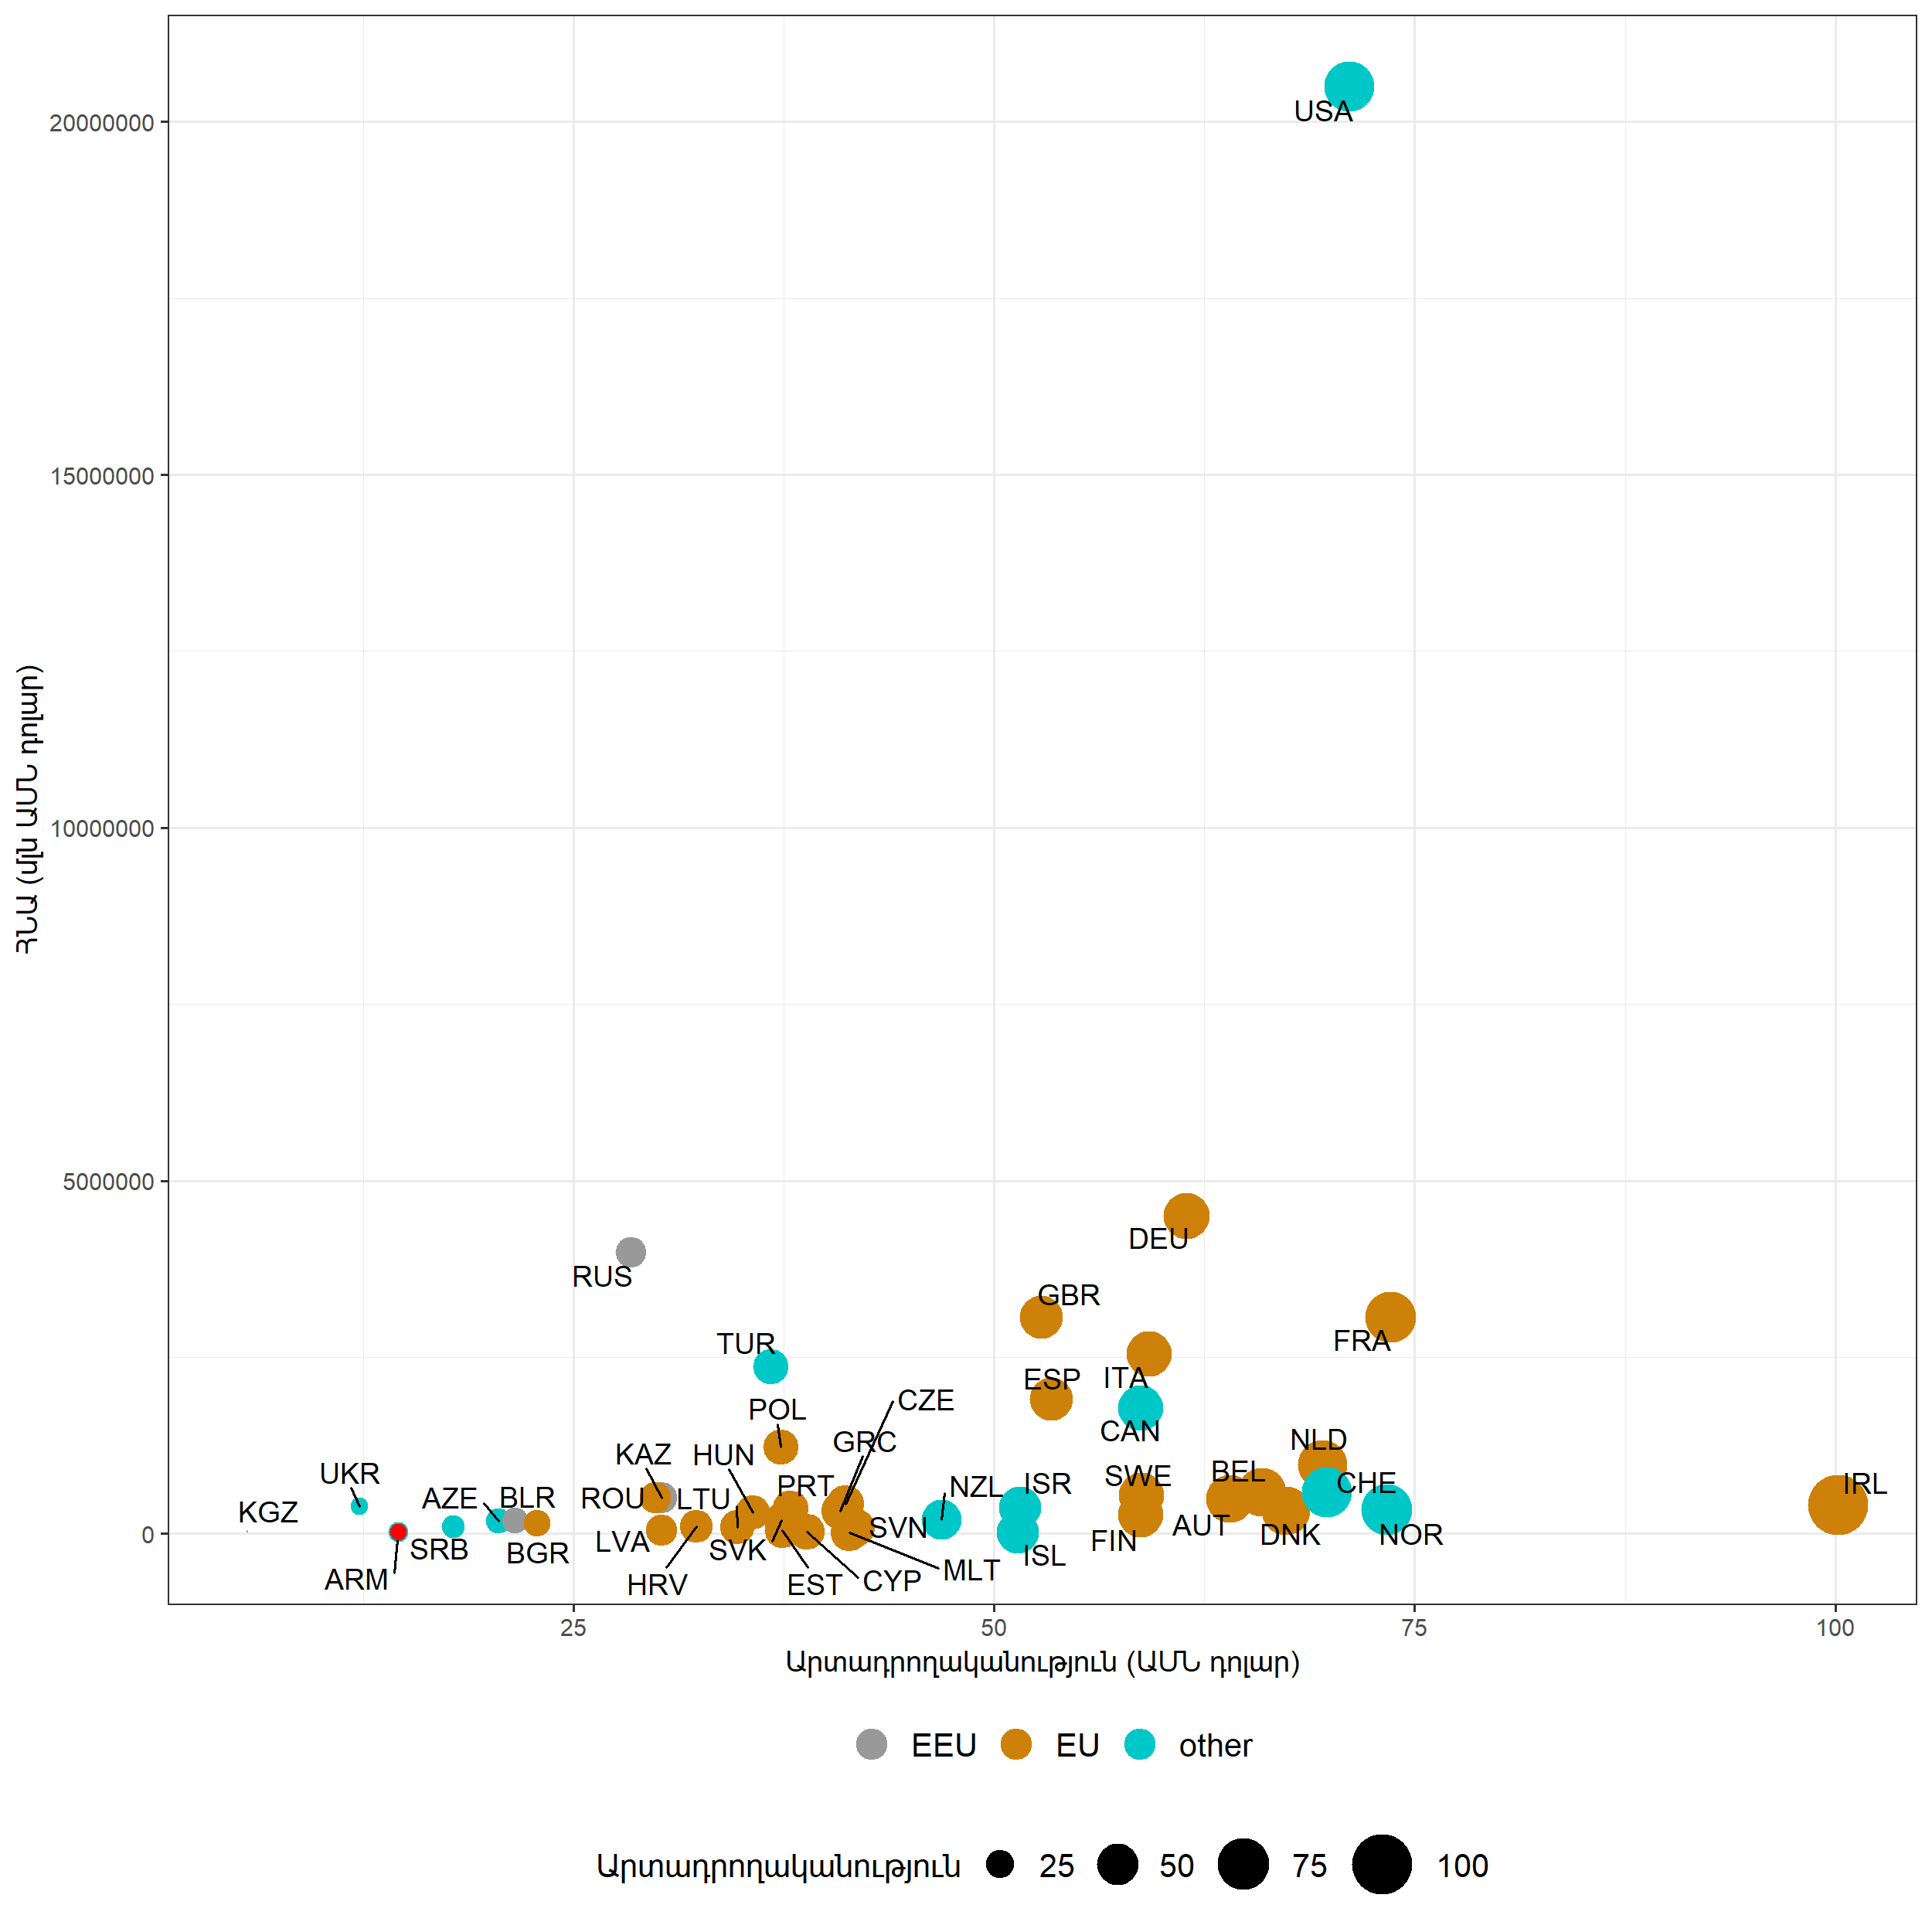 USA
20000000
15000000
ՀՆԱ (մլն ԱՄՆ դոլար)
10000000
5000000
DEU
RUS
GBR
FRA
TUR
ITA
ESP
CZE
POL
CAN
GRC
NLD
KAZ
HUN
UKR
SWE
BEL
CHE
ISR
IRL
NZL
PRT
AZE
BLR
ROU
LTU
KGZ
0
SVN
AUT
DNK
NOR
FIN
LVA
SRB
BGR
SVK
ISL
ARM
HRV
EST
CYP
MLT
25 50 75 100
Արտադրողականություն (ԱՄՆ դոլար)
EEU EU other
Արտադրողականություն 25 50 75 100